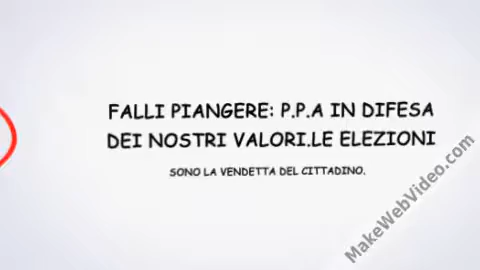 FALLI PIANGERE: P.P.A IN DIFESA
DEI NOSTRI VALORI.LE ELEZIONI
SONO LA VENDETTA DEL CITTADINO.
MakeWebVideo.com